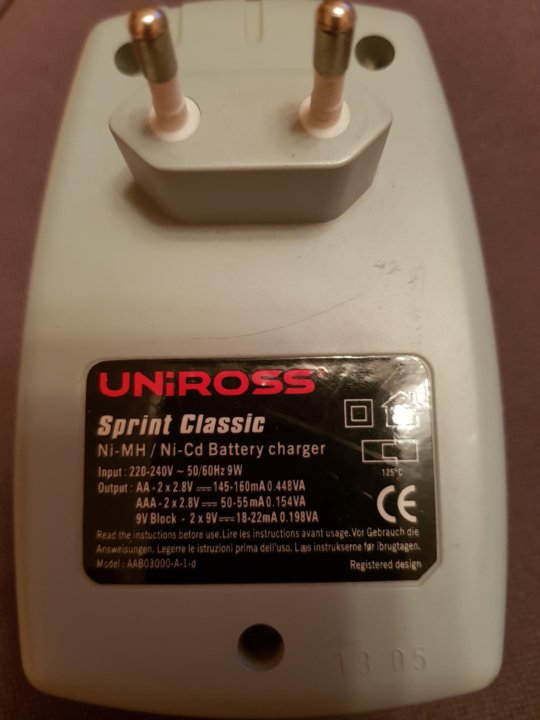 UNiROSS
Sprint Classic
Ni-MH / Ni-Cd Battery charger
Input : 220-240V ~ 50/60Hz 9W
Output : AA - 2 x 2.8V ⎓ 145-160mA 0.448VA
AAA - 2 x 2.8V ⎓ 50-55mA 0.154VA
9V Block - 2 x 9V ⎓ 18-22mA 0.198VA
125°C
CE
Read the instructions before use. Lire les instructions avant usage. Vor Gebrauch die
Anweisungen. Legerre le istruzioni prima dell'uso. Læs instrukserne før ibrugtagen.
Model : AAB03000-A-1-d
Registered design
13 05